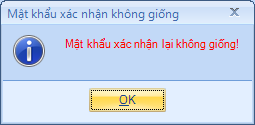 Mật khẩu xác nhận không giống
Mật khẩu xác nhận lại không giống!
OK